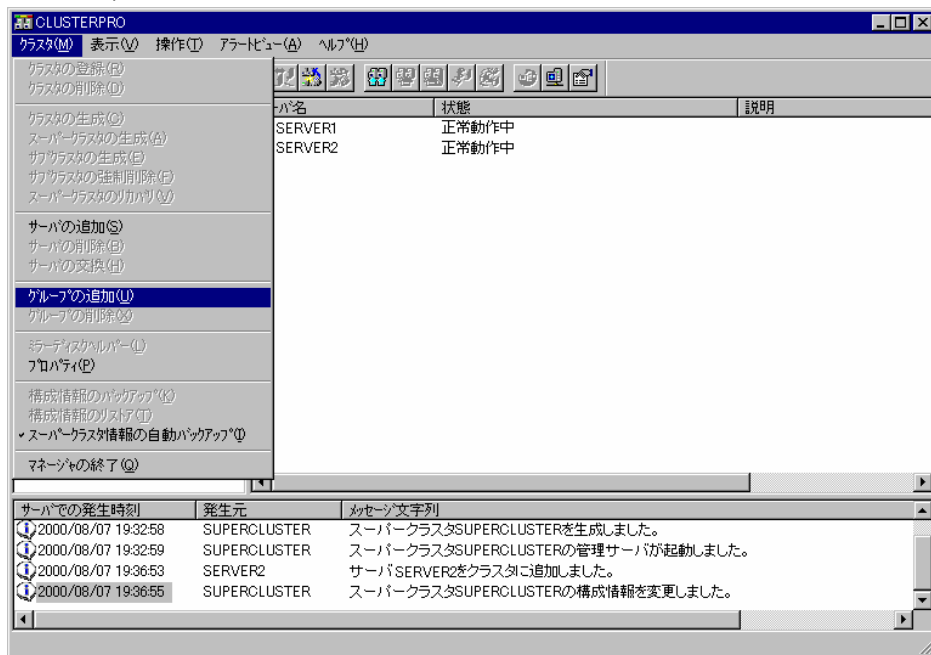 CLUSTERPRO
クラスタ(M) 表示(V) 操作(T) アラートビュー(A) ヘルプ(H)
クラスタの登録(R)
クラスタの削除(D)
クラスタの生成(C)
スーパークラスタの生成(A)
サブクラスタの生成(E)
サブクラスタの強制削除(F)
スーパークラスタのリカバリ(V)
サーバの追加(S)
サーバの削除(B)
サーバの交換(H)
グループの追加(U)
グループの削除(X)
ミラーディスクヘルパー(L)
プロパティ(P)
構成情報のバックアップ(K)
構成情報のリストア(T)
スーパークラスタ情報の自動バックアップ(I)
マネージャの終了(Q)
ーバ名 状態 説明
SERVER1 正常動作中
SERVER2 正常動作中
サーバでの発生時刻 発生元 メッセージ文字列
2000/08/07 19:32:58 SUPERCLUSTER スーパークラスタSUPERCLUSTERを生成しました。
2000/08/07 19:32:59 SUPERCLUSTER スーパークラスタSUPERCLUSTERの管理サーバが起動しました。
2000/08/07 19:36:53 SERVER2 サーバSERVER2をクラスタに追加しました。
2000/08/07 19:36:55 SUPERCLUSTER スーパークラスタSUPERCLUSTERの構成情報を変更しました。